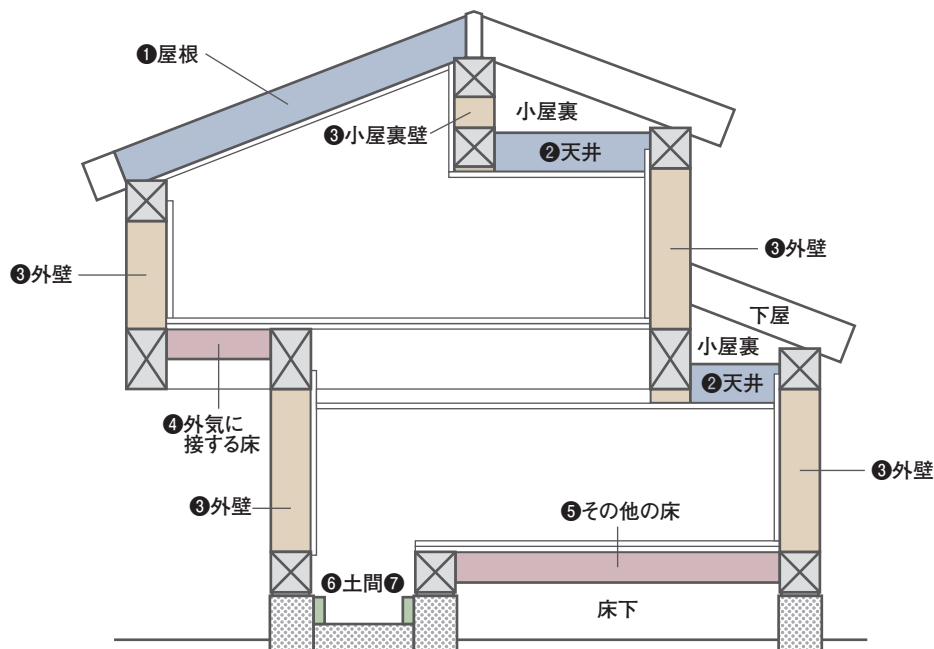 ❶屋根
小屋裏
❸小屋裏壁
❷天井
❸外壁
❸外壁
下屋
小屋裏
❷天井
❹外気に
接する床
❸外壁
❸外壁
❺その他の床
❻土間❼
床下